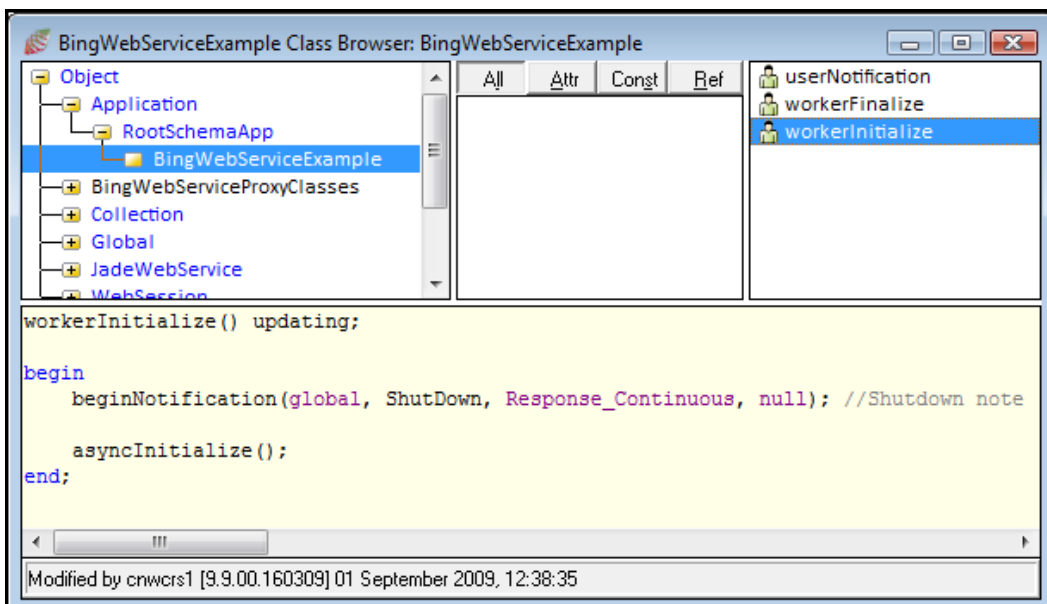 BingWebServiceExample Class Browser: BingWebServiceExample
Object
Application
RootSchemaApp
BingWebServiceExample
BingWebServiceProxyClasses
Collection
Global
JadeWebService
WebSession
All Attr Const Ref
userNotification
workerFinalize
workerInitialize
workerInitialize() updating;
begin
beginNotification(global, ShutDown, Response_Continuous, null); //Shutdown note
asyncInitialize();
end;
Modified by cnwcrs1 [9.9.00.160309] 01 September 2009, 12:38:35